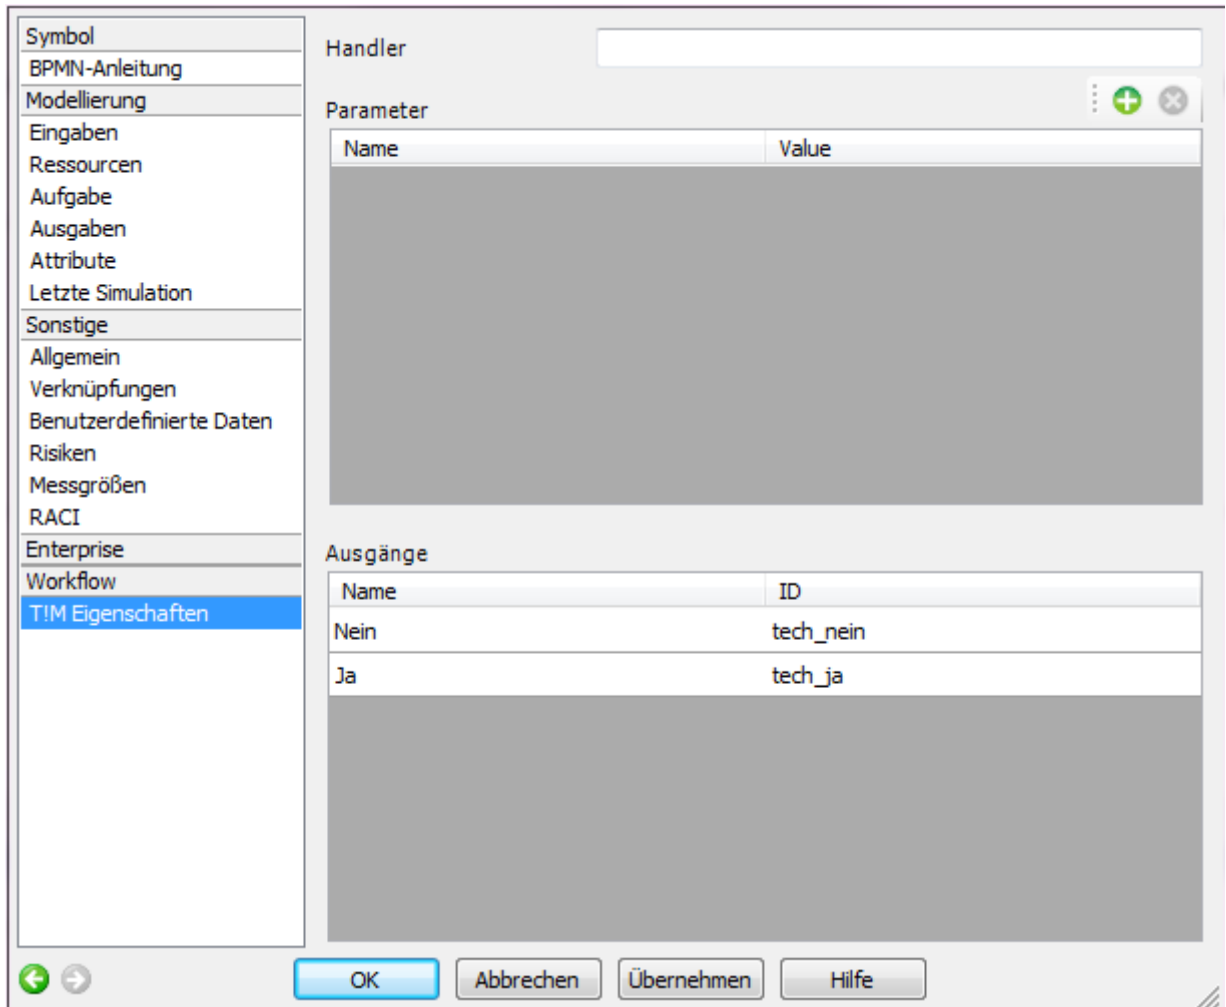 Symbol
BPMN-Anleitung
Modellierung
Eingaben
Ressourcen
Aufgabe
Ausgaben
Attribute
Letzte Simulation
Sonstige
Allgemein
Verknüpfungen
Benutzerdefinierte Daten
Risiken
Messgrößen
RACI
Enterprise
Workflow
T!M Eigenschaften
Handler
Parameter
Name Value
Ausgänge
Name ID
Nein tech_nein
Ja tech_ja
OK Abbrechen Übernehmen Hilfe